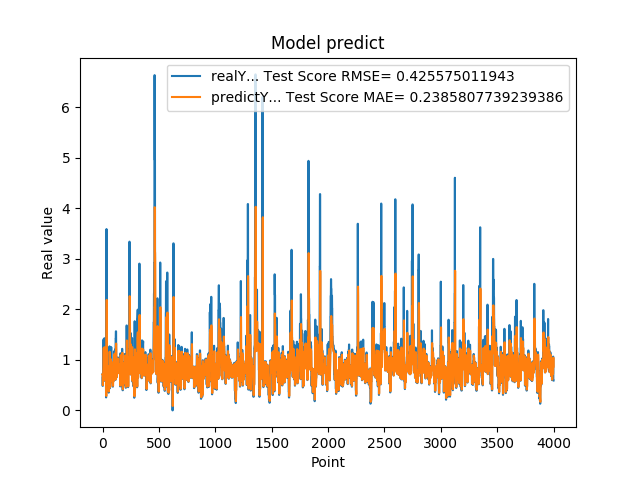 Model predict
realY... Test Score RMSE= 0.425575011943
predictY... Test Score MAE= 0.2385807739239386
6
5
4
3
2
1
0
Real value
0 500 1000 1500 2000 2500 3000 3500 4000
Point